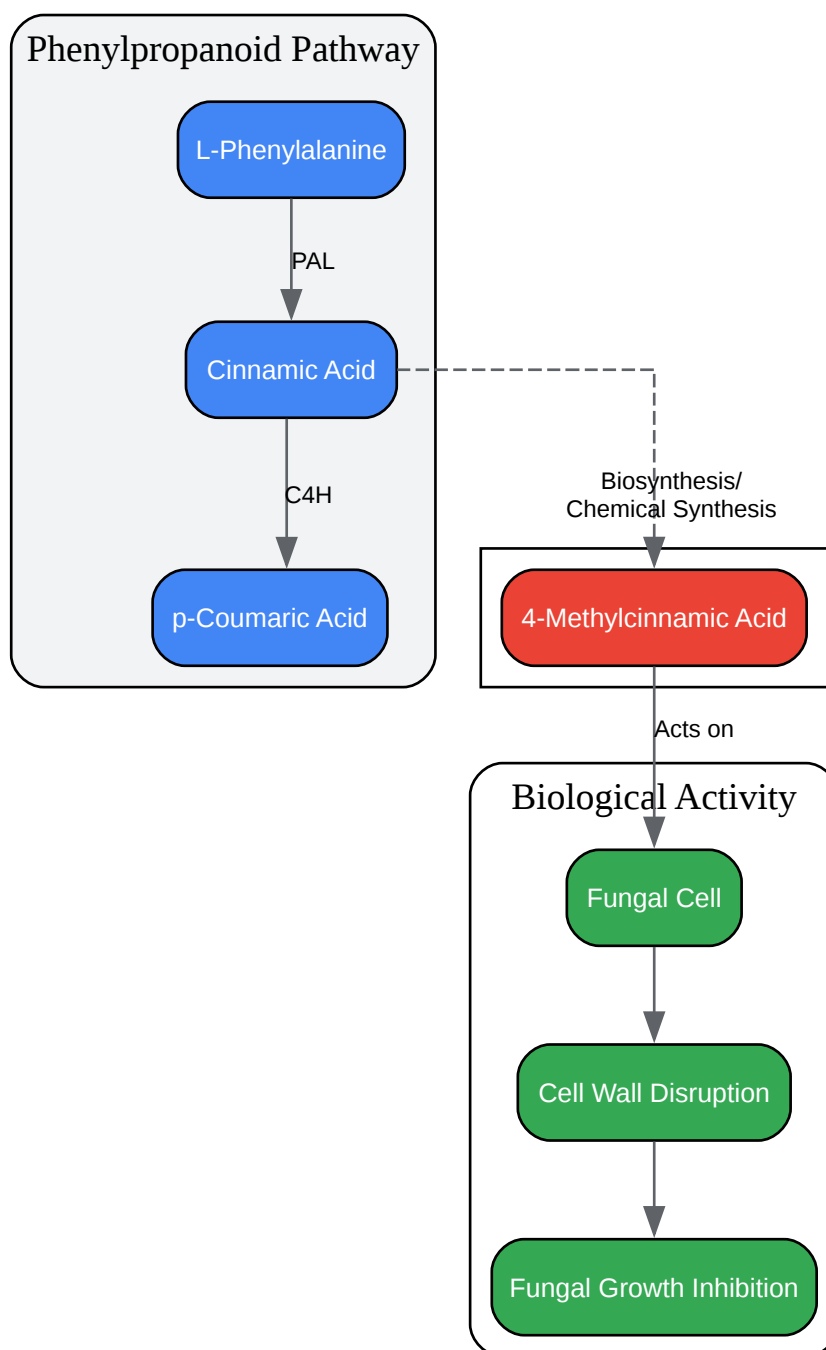 Phenylpropanoid Pathway
L-Phenylalanine
PAL
Cinnamic Acid
C4H
p-Coumaric Acid
Biosynthesis/
Chemical Synthesis
4-Methylcinnamic Acid
Acts on
Biological Activity
Fungal Cell
Cell Wall Disruption
Fungal Growth Inhibition